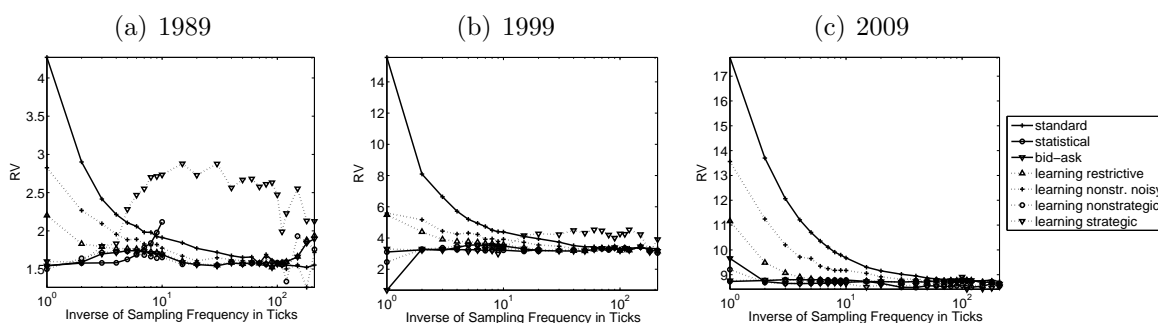 (a) 1989
(b) 1999
(c) 2009
4
3.5
3
2.5
2
1.5
RV
10^0
10^1
10^2
Inverse of Sampling Frequency in Ticks
14
12
10
8
6
4
2
RV
10^0
10^1
10^2
Inverse of Sampling Frequency in Ticks
17
16
15
14
13
12
11
10
9
RV
10^0
10^1
10^2
Inverse of Sampling Frequency in Ticks
standard
statistical
bid−ask
learning restrictive
learning nonstr. noisy
learning nonstrategic
learning strategic